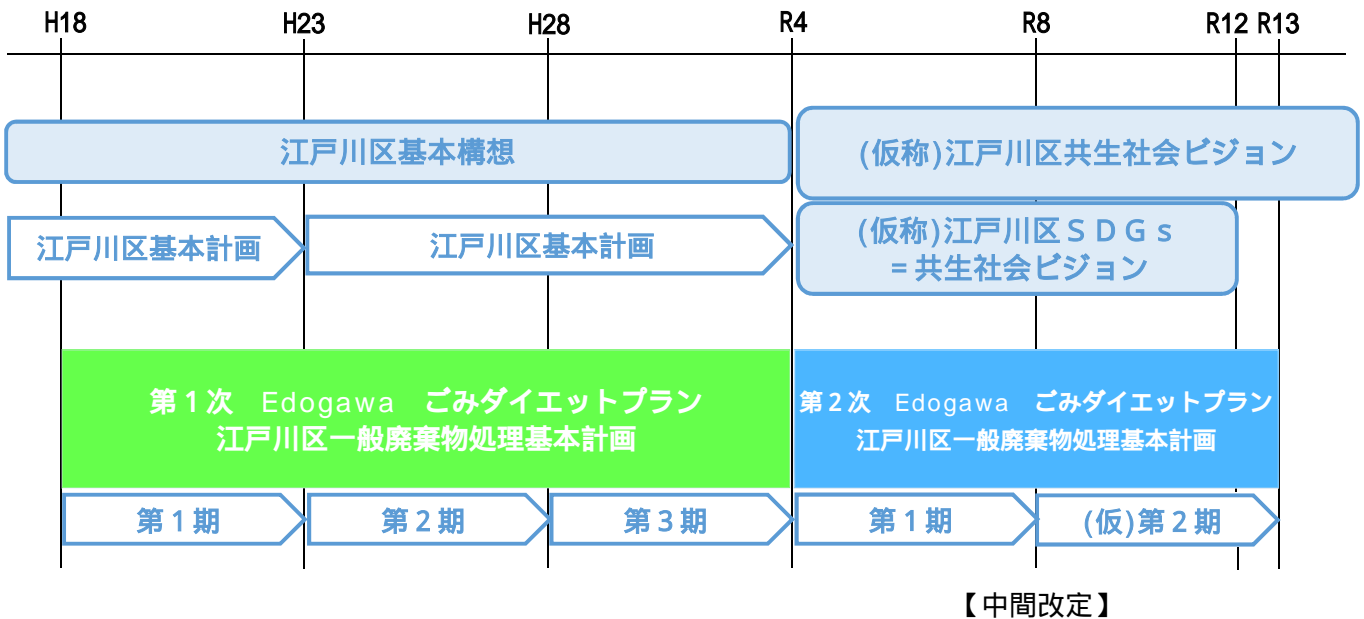 H18 H23 H28 R4 R8 R12 R13
江戸川区基本構想
(仮称)江戸川区共生社会ビジョン
江戸川区基本計画
江戸川区基本計画
(仮称)江戸川区ＳＤＧｓ
＝共生社会ビジョン
第１次　Edogawa　ごみダイエットプラン
江戸川区一般廃棄物処理基本計画
第２次　Edogawa　ごみダイエットプラン
江戸川区一般廃棄物処理基本計画
第１期
第２期
第３期
第１期
(仮)第２期
【中間改定】